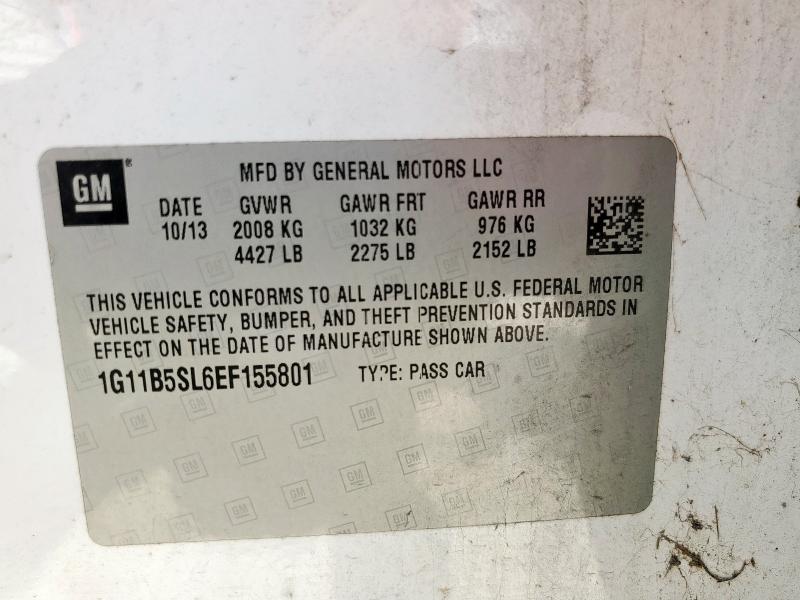 GM
MFD BY GENERAL MOTORS LLC
DATE GVWR GAWR FRT GAWR RR
10/13 2008 KG 1032 KG 976 KG
4427 LB 2275 LB 2152 LB
THIS VEHICLE CONFORMS TO ALL APPLICABLE U.S. FEDERAL MOTOR
VEHICLE SAFETY, BUMPER, AND THEFT PREVENTION STANDARDS IN
EFFECT ON THE DATE OF MANUFACTURE SHOWN ABOVE.
1G11B5SL6EF155801 TYPE: PASS CAR